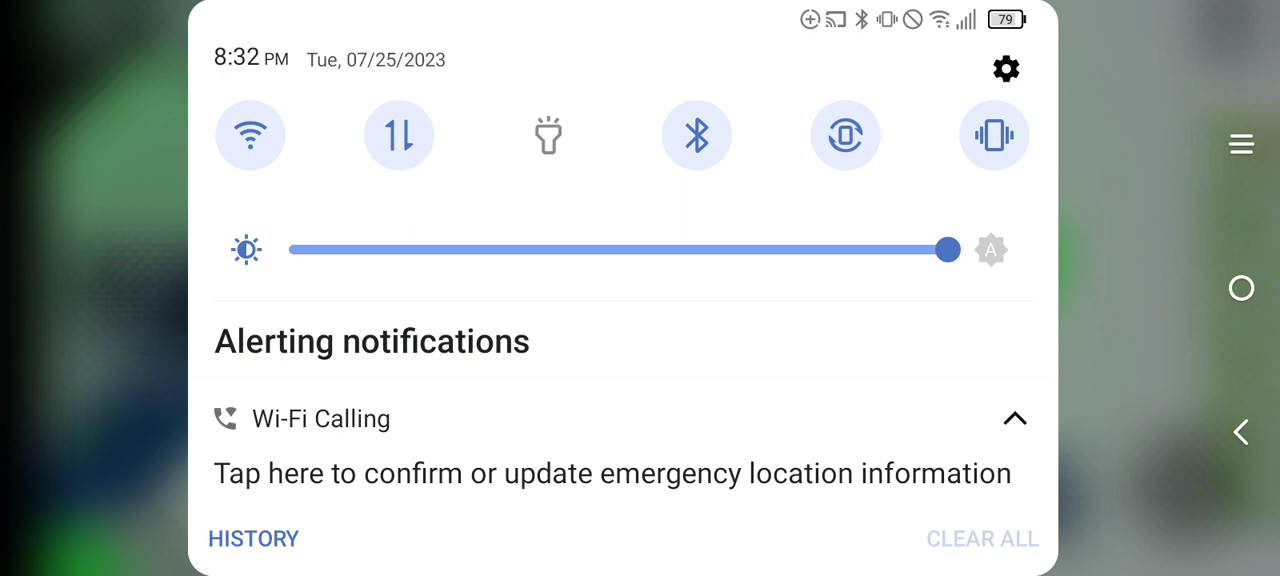 79
8:32 PM Tue, 07/25/2023
A
Alerting notifications
Wi-Fi Calling
Tap here to confirm or update emergency location information
HISTORY CLEAR ALL